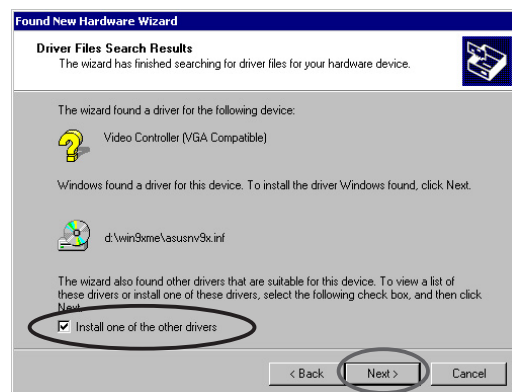 Found New Hardware Wizard
Driver Files Search Results
The wizard has finished searching for driver files for your hardware device.
The wizard found a driver for the following device:
Video Controller (VGA Compatible)
Windows found a driver for this device. To install the driver Windows found, click Next.
d:\win9xme\asusnv9x.inf
The wizard also found other drivers that are suitable for this device. To view a list of
these drivers or install one of these drivers, select the following check box, and then click
Next.
Install one of the other drivers
< Back
Next >
Cancel